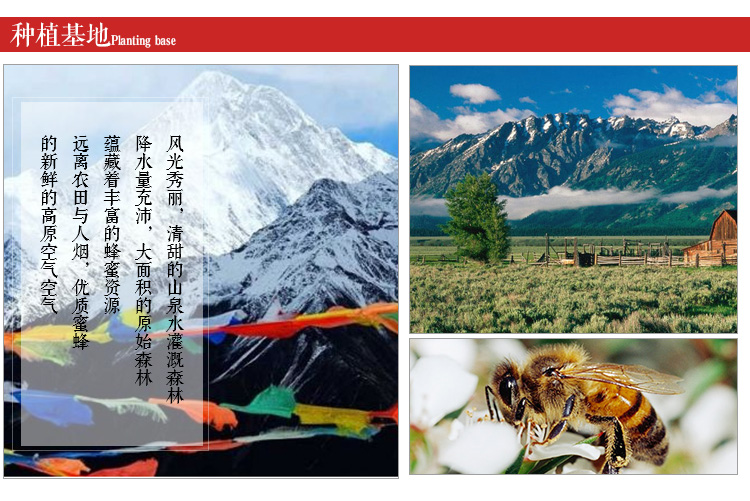 种植基地Planting base
风光秀丽，清甜的山泉水灌溉森林
降水量充沛，大面积的原始森林
蕴藏着丰富的蜂蜜资源
远离农田与人烟，优质蜜蜂
的新鲜的高原空气空气